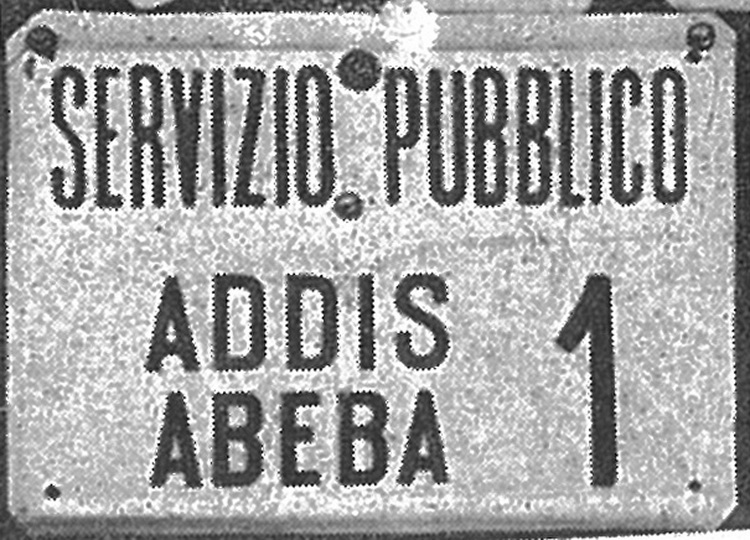 SERVIZIO PUBBLICO
ADDIS 1
ABEBA